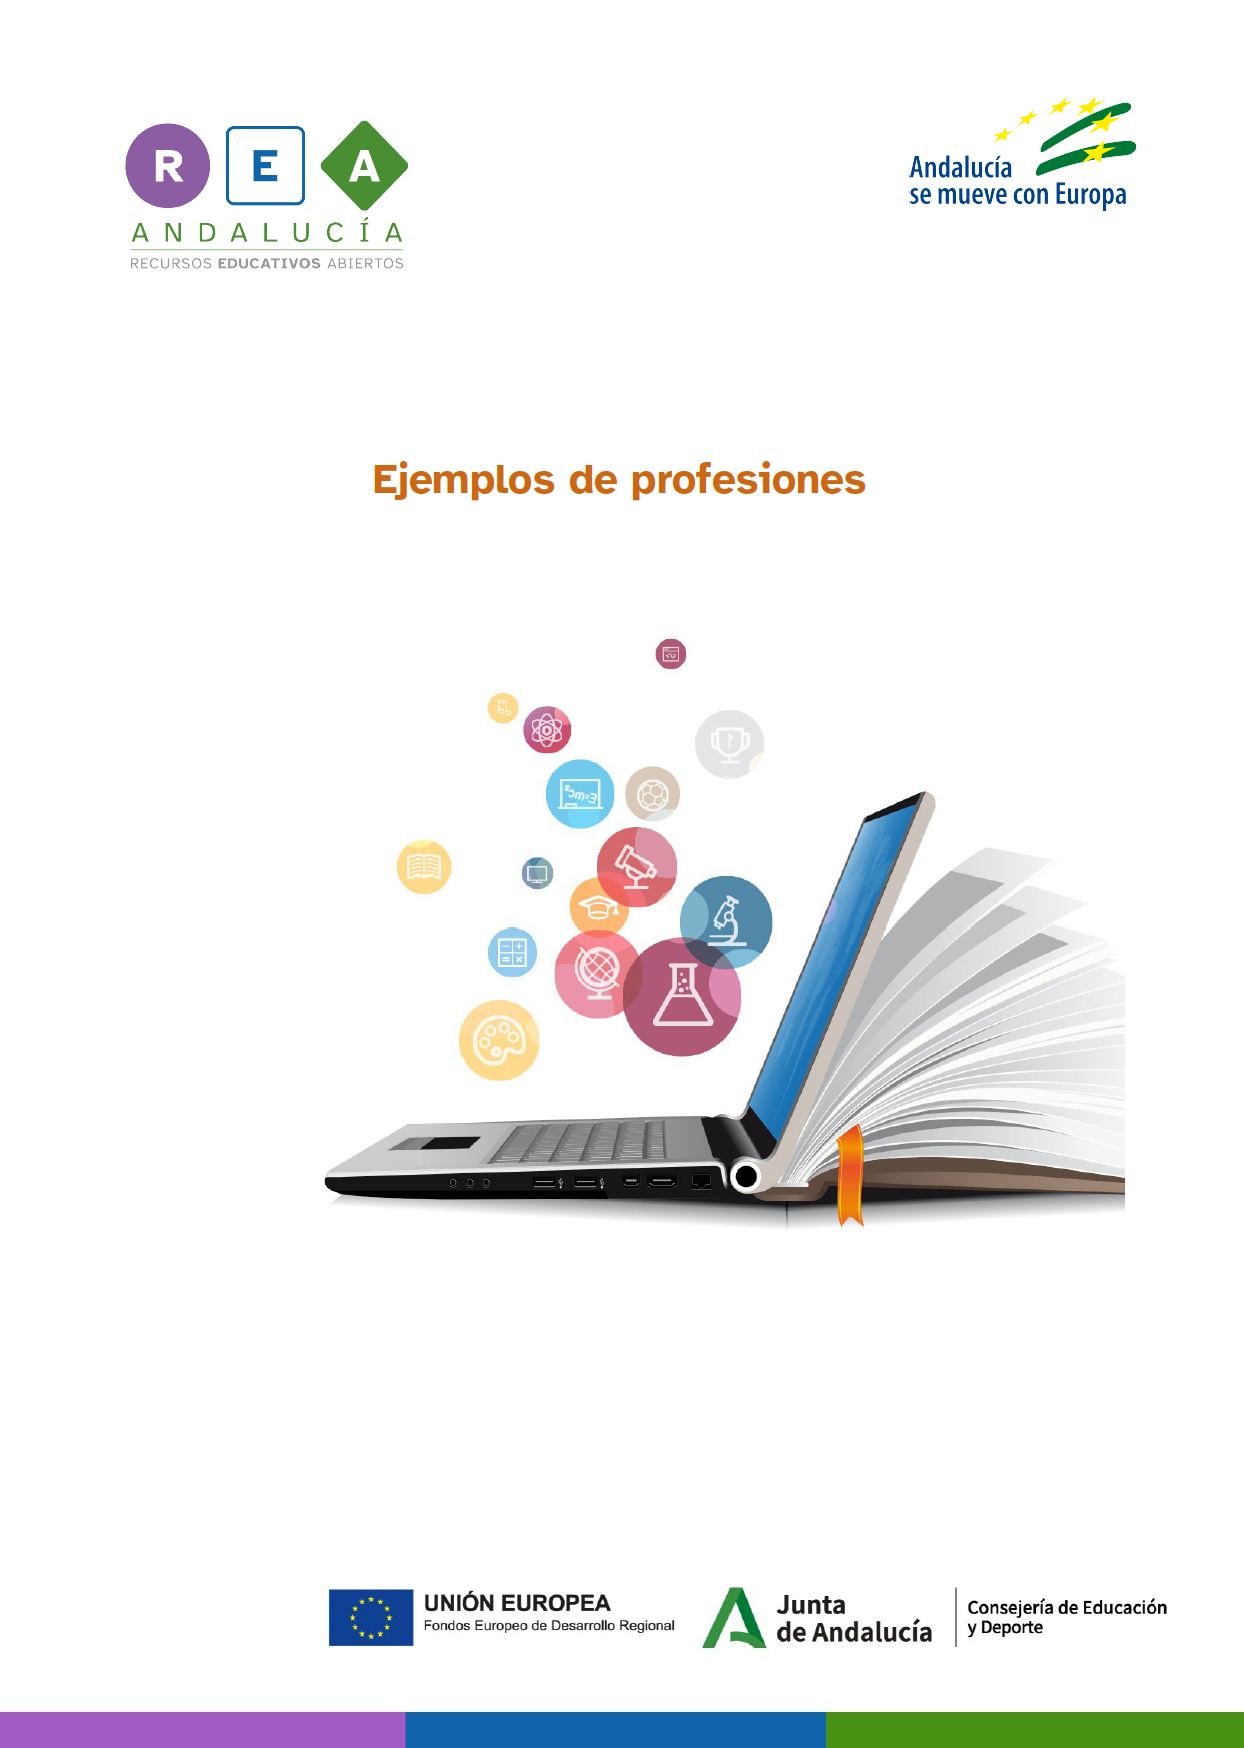 R E A
ANDALUCÍA
RECURSOS EDUCATIVOS ABIERTOS
Andalucía
se mueve con Europa
Ejemplos de profesiones
UNIÓN EUROPEA
Fondos Europeo de Desarrollo Regional
Junta
de Andalucía
Consejería de Educación
y Deporte